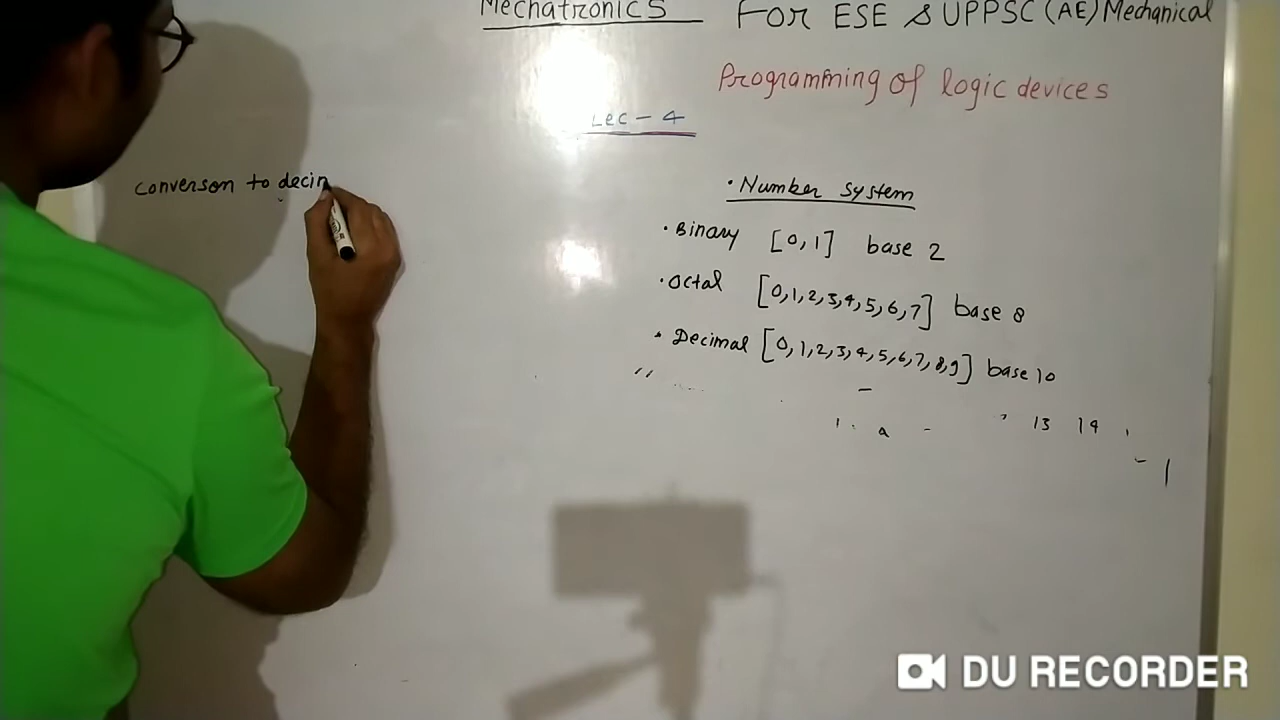 Mechatronics For ESE & UPPSC (AE) Mechanical
Programming of logic devices
Lec - 4
converson to decim
• Number system
• Binary [0,1] base 2
• Octal [0,1,2,3,4,5,6,7] base 8
• Decimal [0,1,2,3,4,5,6,7,8,9] base 10
13 14
DU RECORDER